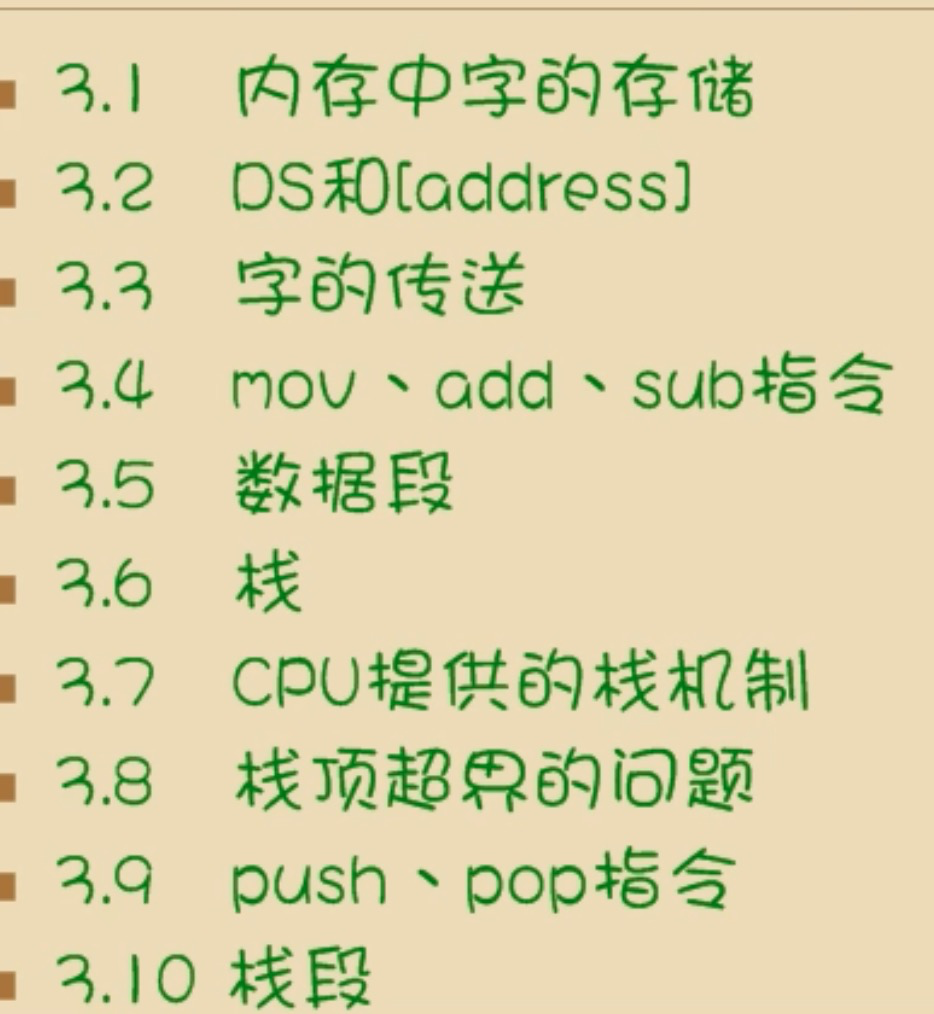 3.1 内存中字的存储
3.2 DS和[address]
3.3 字的传送
3.4 mov、add、sub指令
3.5 数据段
3.6 栈
3.7 CPU提供的栈机制
3.8 栈顶超界的问题
3.9 push、pop指令
3.10 栈段